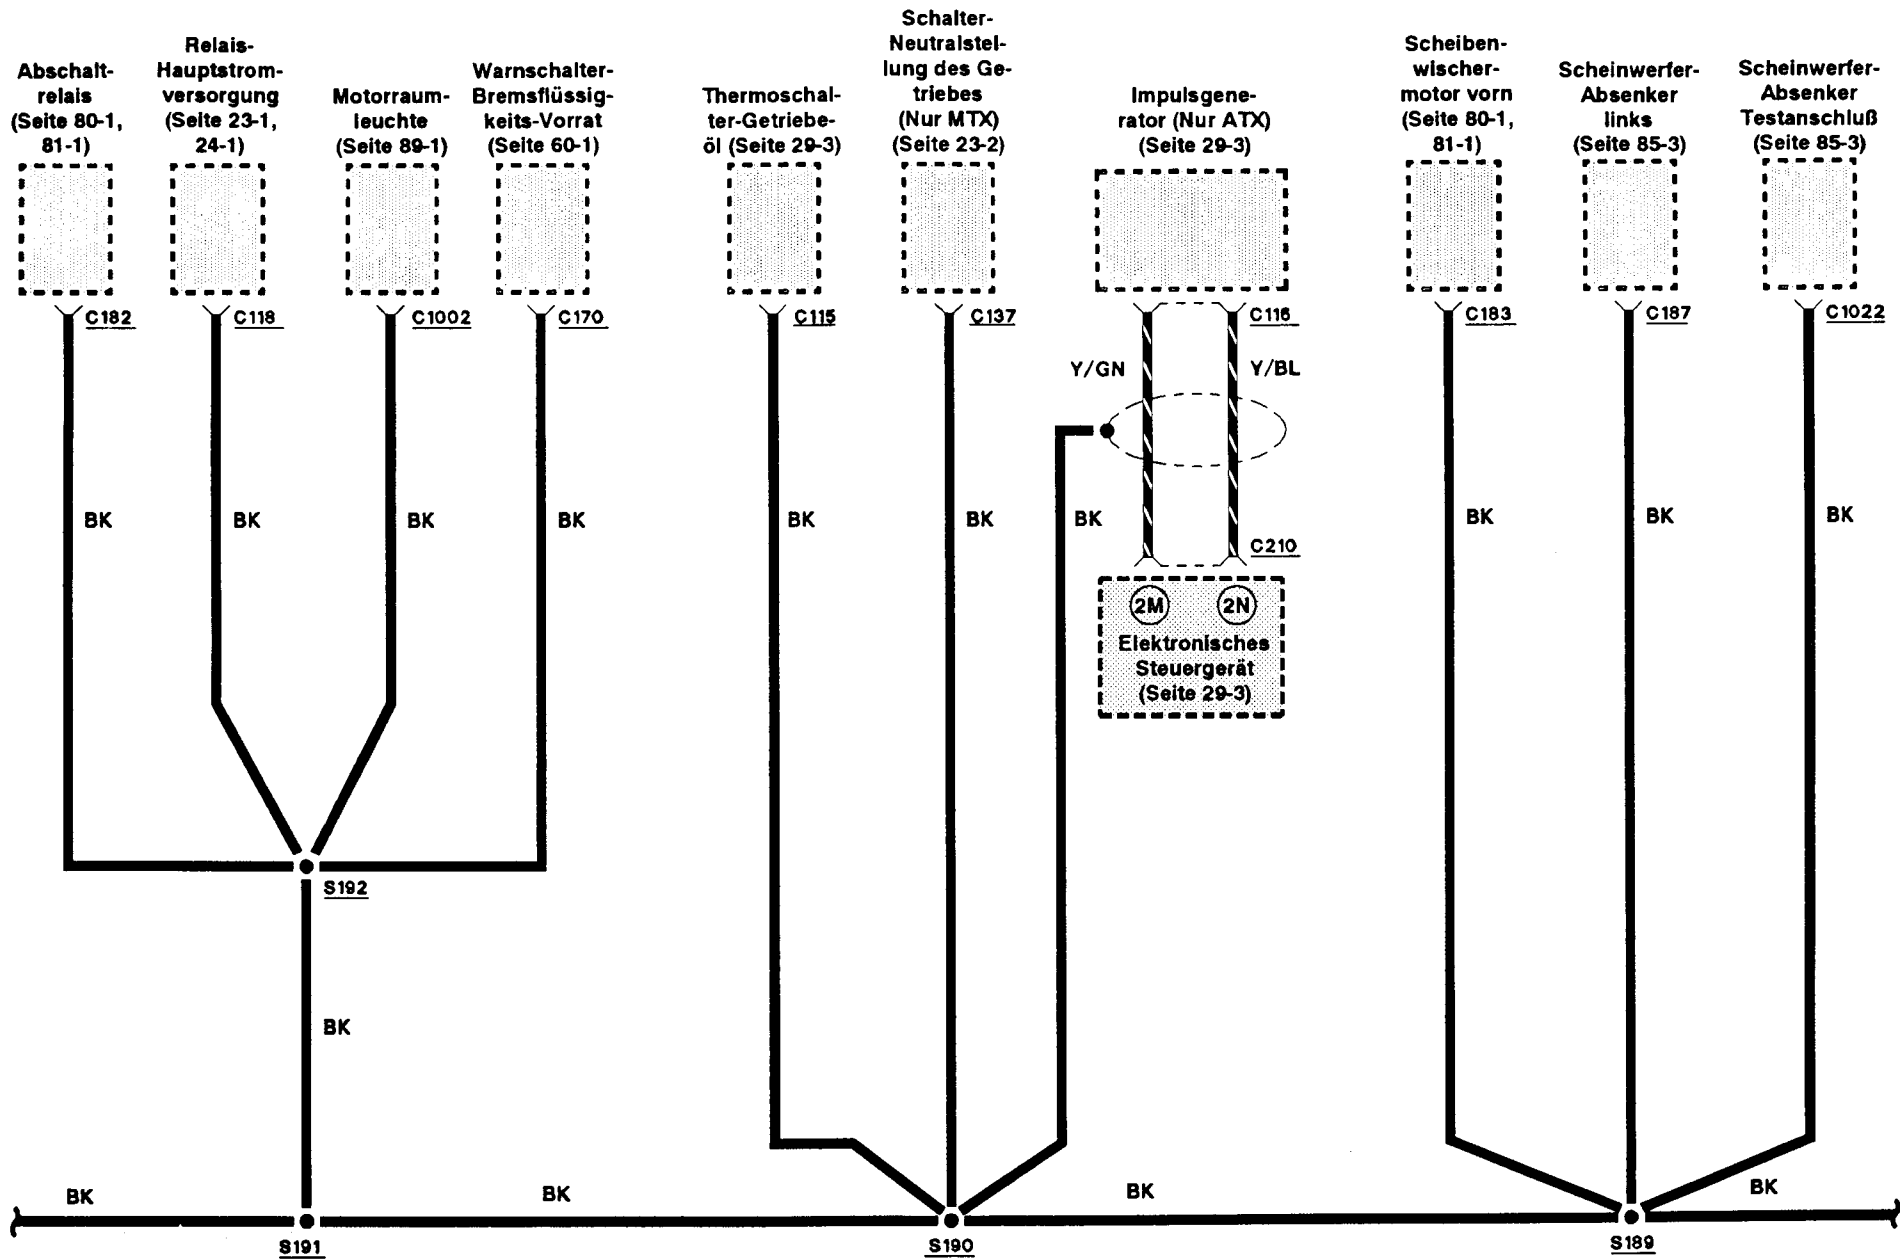 Abschalt-
relais
(Seite 80-1,
81-1)
Relais-
Hauptstrom-
versorgung
(Seite 23-1,
24-1)
Motorraum-
leuchte
(Seite 89-1)
Warnschalter-
Bremsflüssig-
keits-Vorrat
(Seite 60-1)
Thermoschal-
ter-Getriebe-
öl (Seite 29-3)
Schalter-
Neutralstel-
lung des Ge-
triebes
(Nur MTX)
(Seite 23-2)
Impulsgene-
rator (Nur ATX)
(Seite 29-3)
Scheiben-
wischer-
motor vorn
(Seite 80-1,
81-1)
Scheinwerfer-
Absenker
links
(Seite 85-3)
Scheinwerfer-
Absenker
Testanschluß
(Seite 85-3)
C182
C118
C1002
C170
C115
C137
C116
C183
C187
C1022
Y/GN
Y/BL
BK
BK
BK
BK
BK
BK
BK
BK
BK
BK
C210
2M
2N
Elektronisches
Steuergerät
(Seite 29-3)
S192
BK
BK
BK
BK
BK
S191
S190
S189